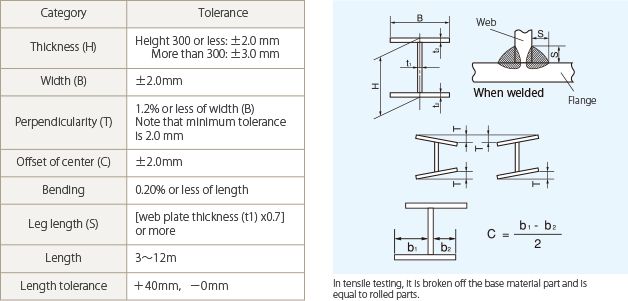 Category Tolerance
Thickness (H) Height 300 or less: ±2.0 mm
More than 300: ±3.0 mm
Width (B) ±2.0mm
Perpendicularity (T) 1.2% or less of width (B)
Note that minimum tolerance
is 2.0 mm
Offset of center (C) ±2.0mm
Bending 0.20% or less of length
Leg length (S) [web plate thickness (t1) x0.7]
or more
Length 3～12m
Length tolerance ＋40mm, －0mm
B
t2
t1
H
t2
Web
S
S
When welded
Flange
T
T
T
T
T
T
b1 b2
C = b1 - b2
2
In tensile testing, it is broken off the base material part and is
equal to rolled parts.